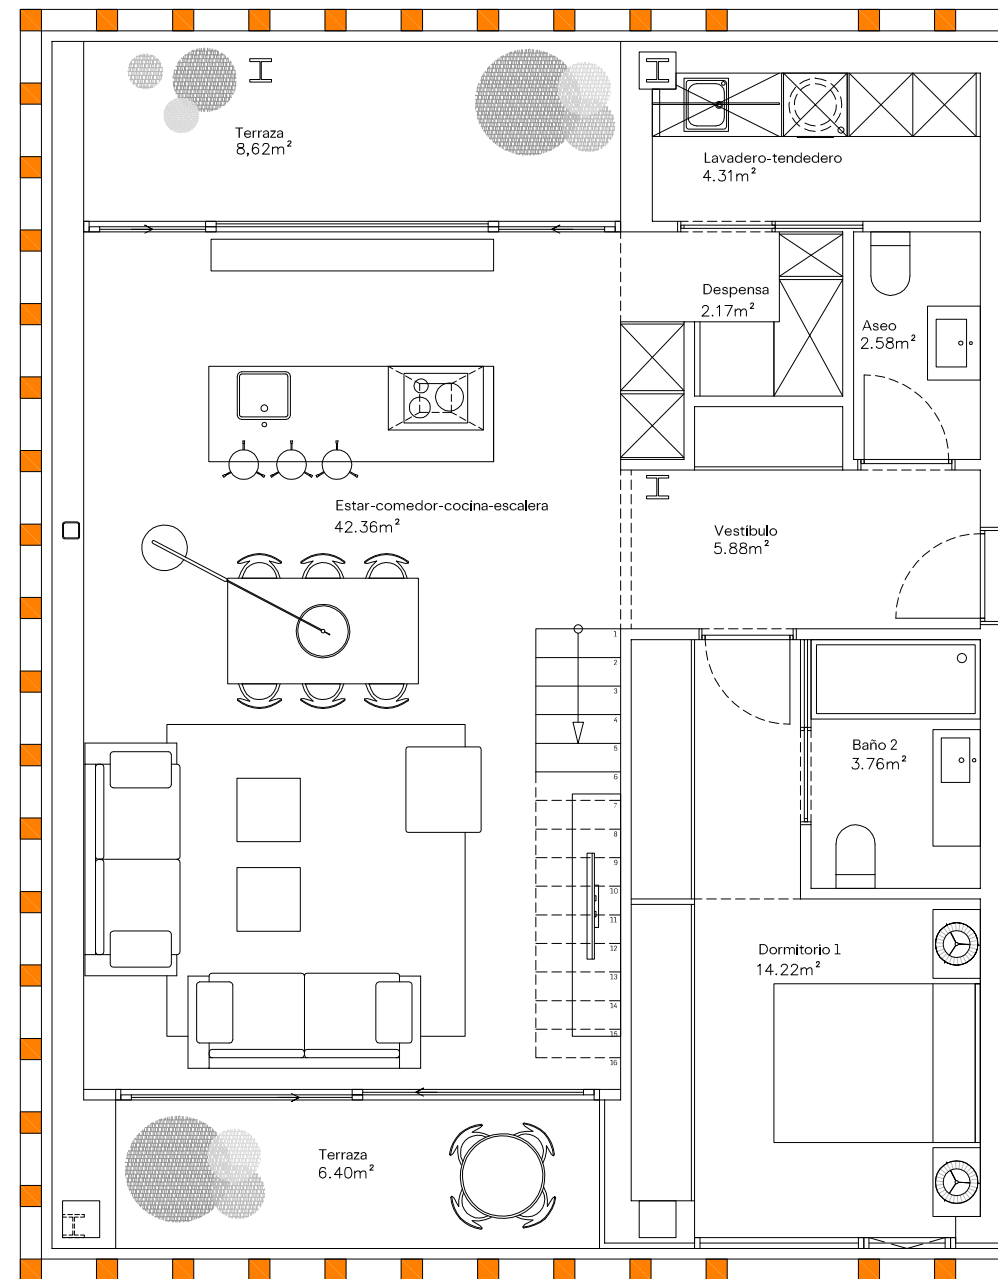 Terraza
8,62m²
Lavadero-tendedero
4.31m²
Despensa
2.17m²
Aseo
2.58m²
Estar-comedor-cocina-escalera
42.36m²
Vestíbulo
5.88m²
1
2
3
4
5
6
7
8
9
10
11
12
13
14
15
16
Baño 2
3.76m²
Dormitorio 1
14.22m²
Terraza
6.40m²